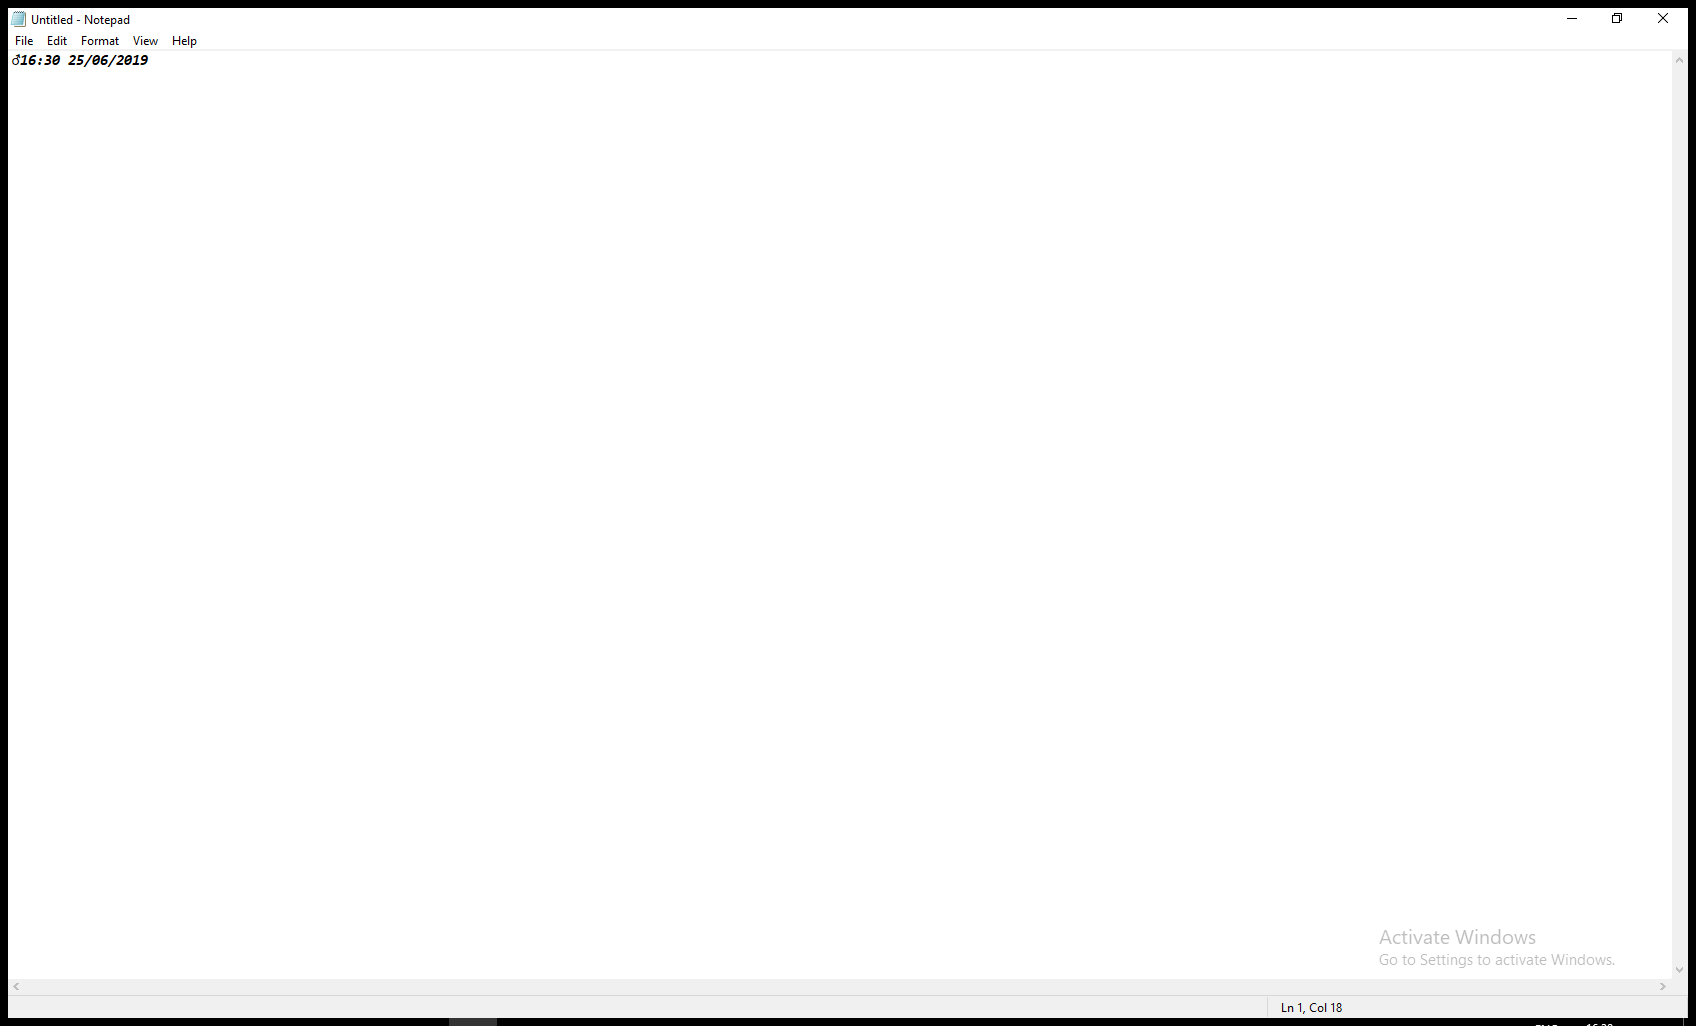 Untitled - Notepad
File Edit Format View Help
♂16:30 25/06/2019
Activate Windows
Go to Settings to activate Windows.
Ln 1, Col 18